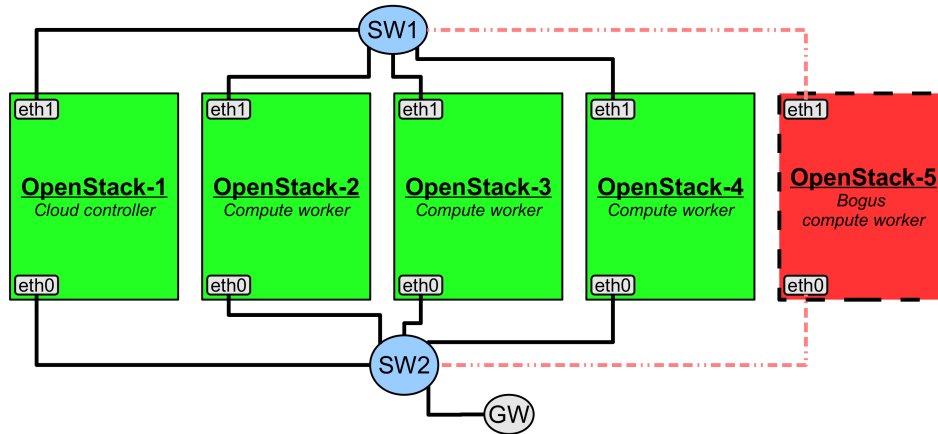 SW1
eth1
eth1
eth1
eth1
eth1
OpenStack-1
Cloud controller
OpenStack-2
Compute worker
OpenStack-3
Compute worker
OpenStack-4
Compute worker
OpenStack-5
Bogus
compute worker
eth0
eth0
eth0
eth0
eth0
SW2
GW